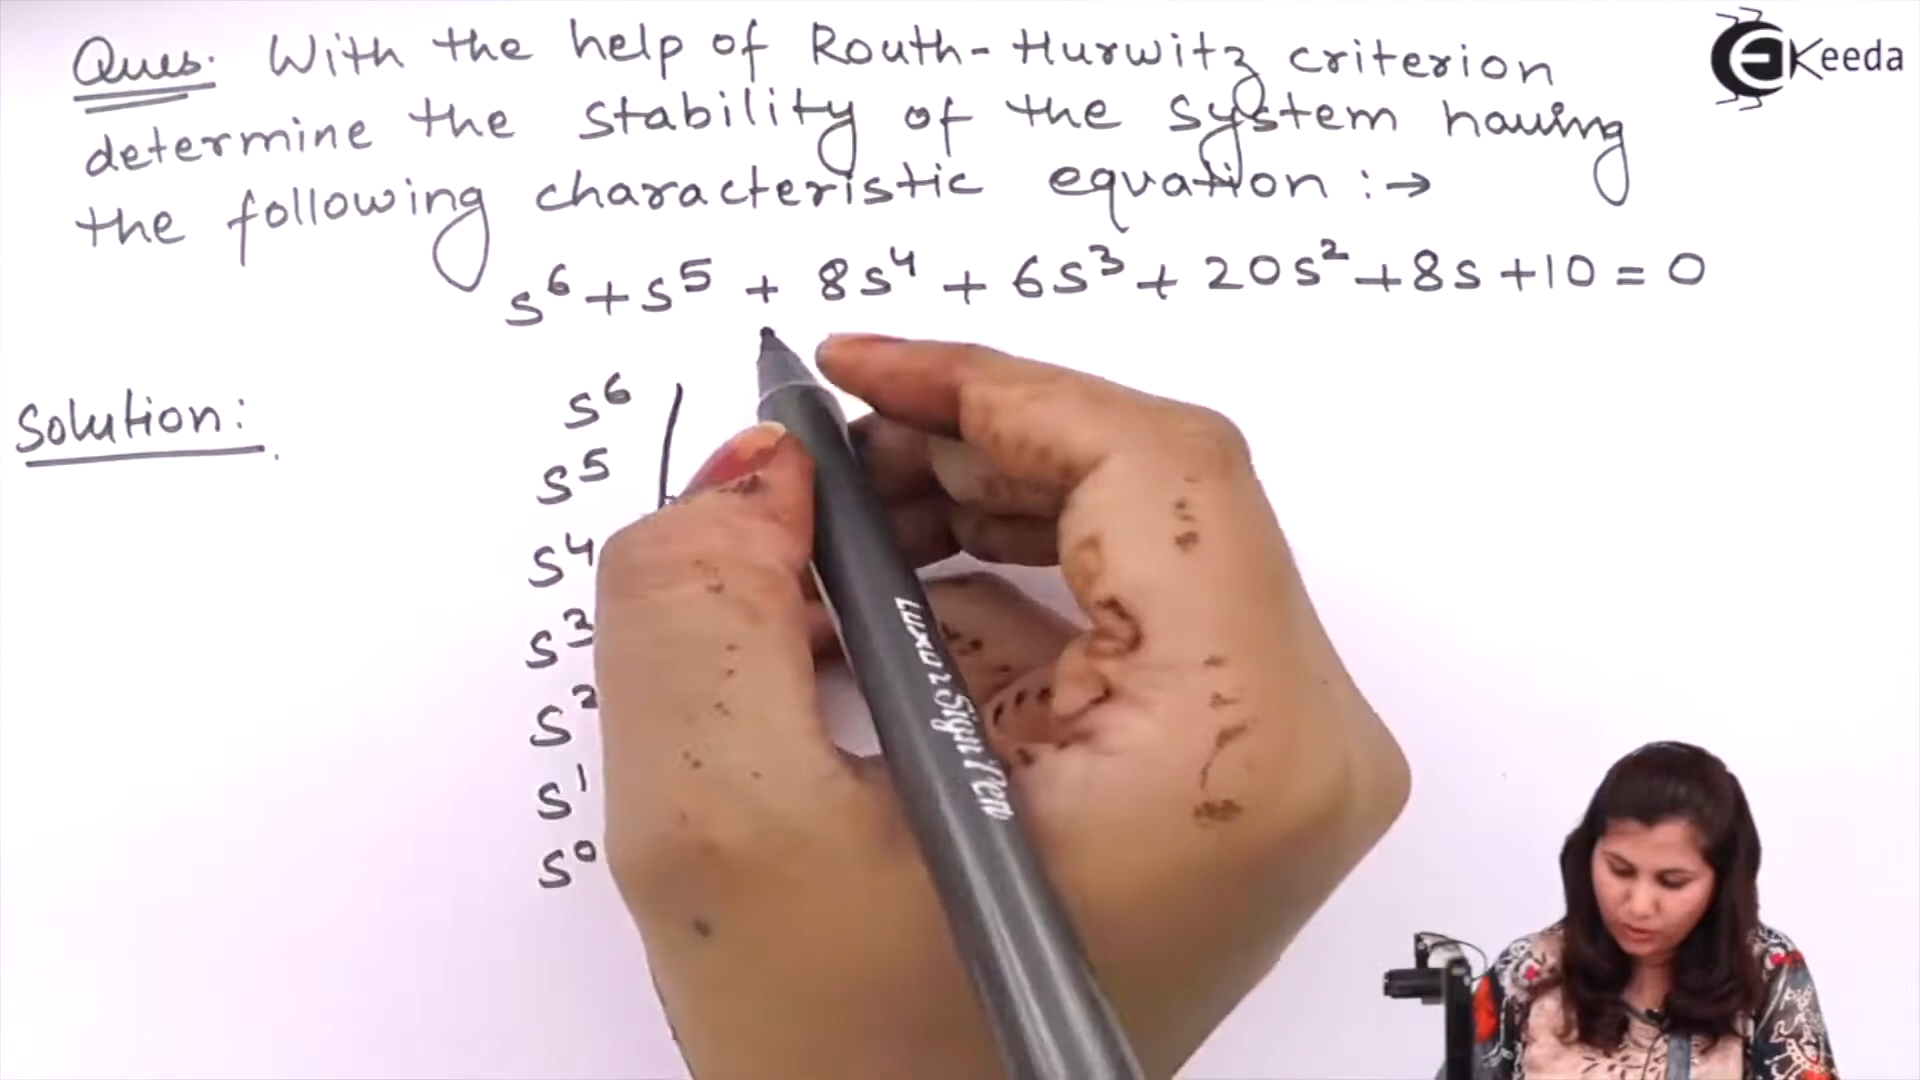 Ques. With the help of Routh-Hurwitz criterion
determine the stability of the system having
the following characteristic equation :→
s⁶ + s⁵ + 8s⁴ + 6s³ + 20s² + 8s + 10 = 0
Solution:
s⁶
s⁵
s⁴
s³
s²
s¹
s⁰
Luxor Sign Pen
EKeeda